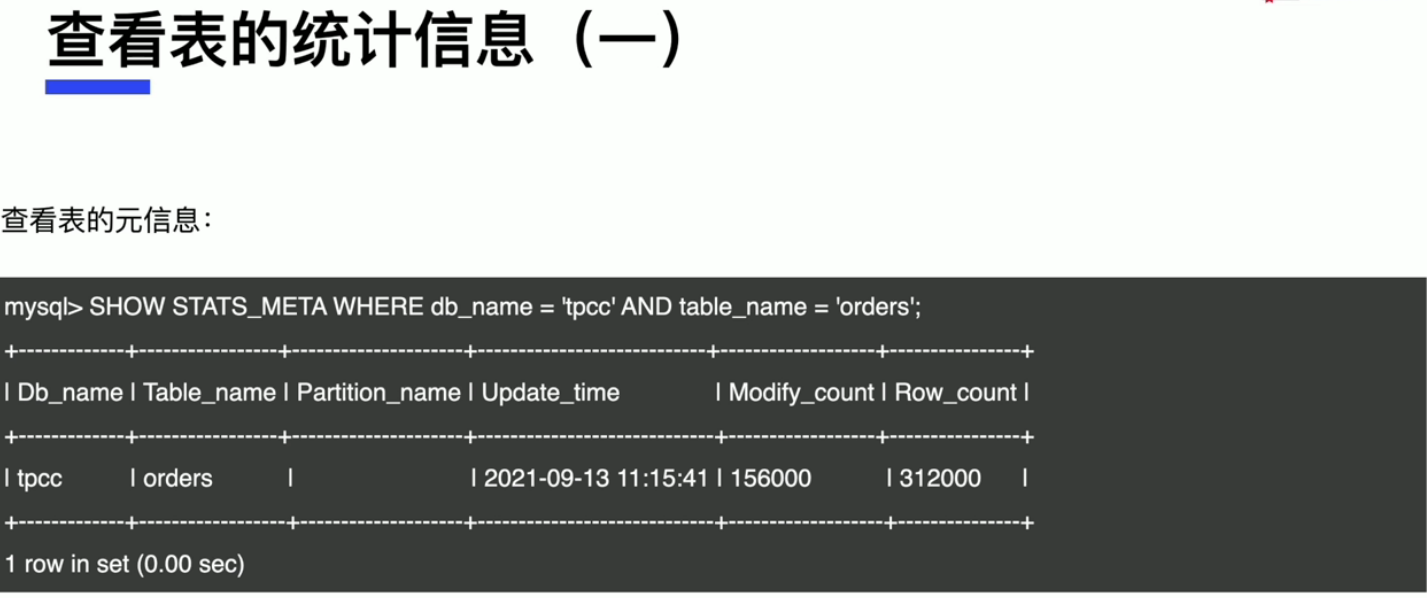 查看表的统计信息（一）
查看表的元信息：
mysql> SHOW STATS_META WHERE db_name = 'tpcc' AND table_name = 'orders';
+-------------+-----------------+----------------------+----------------------------+-------------------+----------------+
| Db_name | Table_name | Partition_name | Update_time | Modify_count | Row_count |
+-------------+-----------------+----------------------+-----------------------------+------------------+----------------+
| tpcc | orders | | 2021-09-13 11:15:41 | 156000 | 312000 |
+-------------+------------------+--------------------+-----------------------------+-------------------+---------------+
1 row in set (0.00 sec)